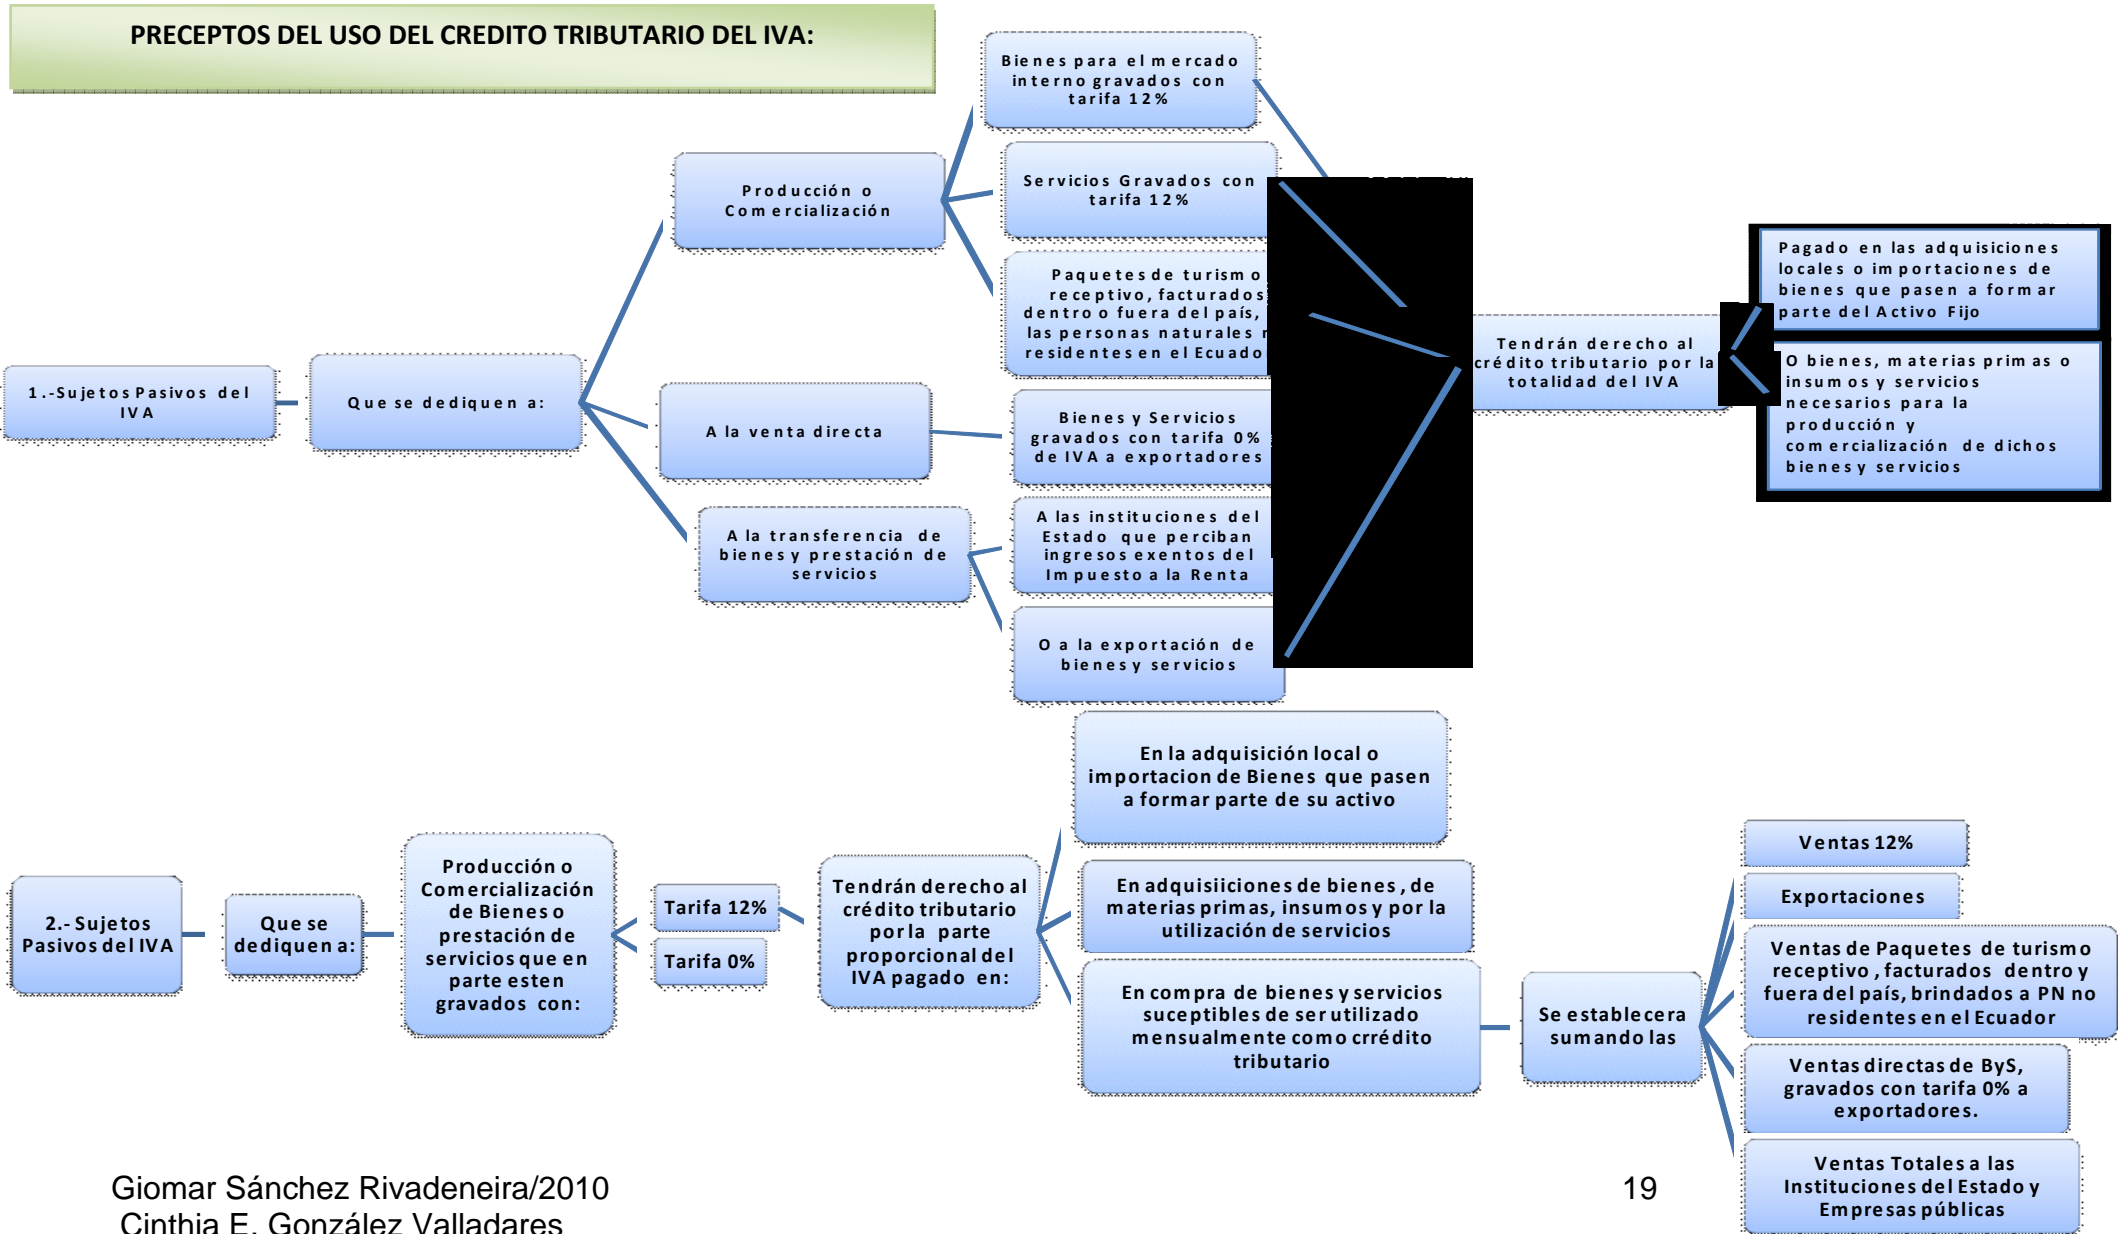 PRECEPTOS DEL USO DEL CREDITO TRIBUTARIO DEL IVA:
1.-Sujetos Pasivos del
IVA
Que se dediquen a:
Producción o
Comercialización
A la venta directa
A la transferencia de
bienes y prestación de
servicios
Bienes para el mercado
interno gravados con
tarifa 12%
Servicios Gravados con
tarifa 12%
Paquetes de turismo
receptivo, facturados
dentro o fuera del país,
las personas naturales
residentes en el
Bienes y Servicios
gravados con tarifa 0%
de IVA a exportadores
A las instituciones del
Estado que perciban
ingresos exentos del
Impuesto a la Renta
O a la exportación de
bienes y servicios
Tendrán derecho al
crédito tributario por la
totalidad del IVA
Pagado en las adquisiciones
locales o importaciones de
bienes que pasen a formar
parte del Activo Fijo
O bienes, materias primas o
insumos y servicios
necesarios para la
producción y
comercialización de dichos
bienes y servicios
2.- Sujetos
Pasivos del IVA
Que se
dediquen a:
Producción o
Comercialización
de Bienes o
prestación de
servicios que en
parte esten
gravados con:
Tarifa 12%
Tarifa 0%
Tendrán derecho al
crédito tributario
por la parte
proporcional del
IVA pagado en:
En la adquisición local o
importacion de Bienes que pasen
a formar parte de su activo
En adquisiiciones de bienes , de
materias primas, insumos y por la
utilización de servicios
En compra de bienes y servicios
suceptibles de ser utilizado
mensualmente como crrédito
tributario
Se establecera
sumando las
Ventas 12%
Exportaciones
Ventas de Paquetes de turismo
receptivo , facturados dentro y
fuera del país, brindados a PN no
residentes en el Ecuador
Ventas directas de ByS,
gravados con tarifa 0% a
exportadores.
Ventas Totales a las
Instituciones del Estado y
Empresas públicas
Giomar Sánchez Rivadeneira/2010
Cinthia E. González Valladares
19